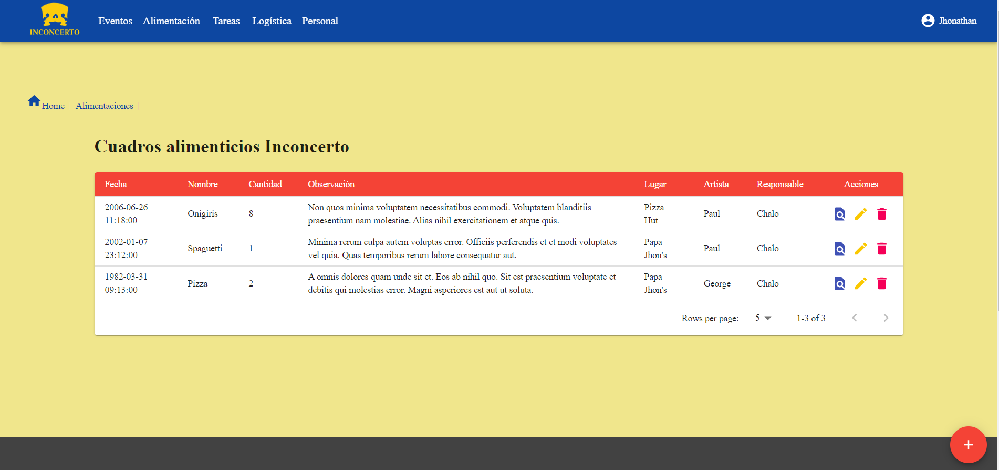 INCONCERTO
Eventos Alimentación Tareas Logística Personal Jhonathan
Home | Alimentaciones |
Cuadros alimenticios Inconcerto
Fecha Nombre Cantidad Observación Lugar Artista Responsable Acciones
2006-06-26 11:18:00 Onigiris 8 Non quos minima voluptatem necessitatibus commodi. Voluptatem blanditiis praesentium nam molestiae. Alias nihil exercitationem et atque quis. Pizza Hut Paul Chalo
2002-01-07 23:12:00 Spaguetti 1 Minima rerum culpa autem voluptas error. Officiis perferendis et et modi voluptates vel quia. Quas temporibus rerum labore consequatur aut. Papa Jhon's Paul Chalo
1982-03-31 09:13:00 Pizza 2 A omnis dolores quam unde sit et. Eos ab nihil quo. Sit est praesentium voluptate et debitis qui molestias error. Magni asperiores est aut ut soluta. Papa Jhon's George Chalo
Rows per page: 5 1-3 of 3